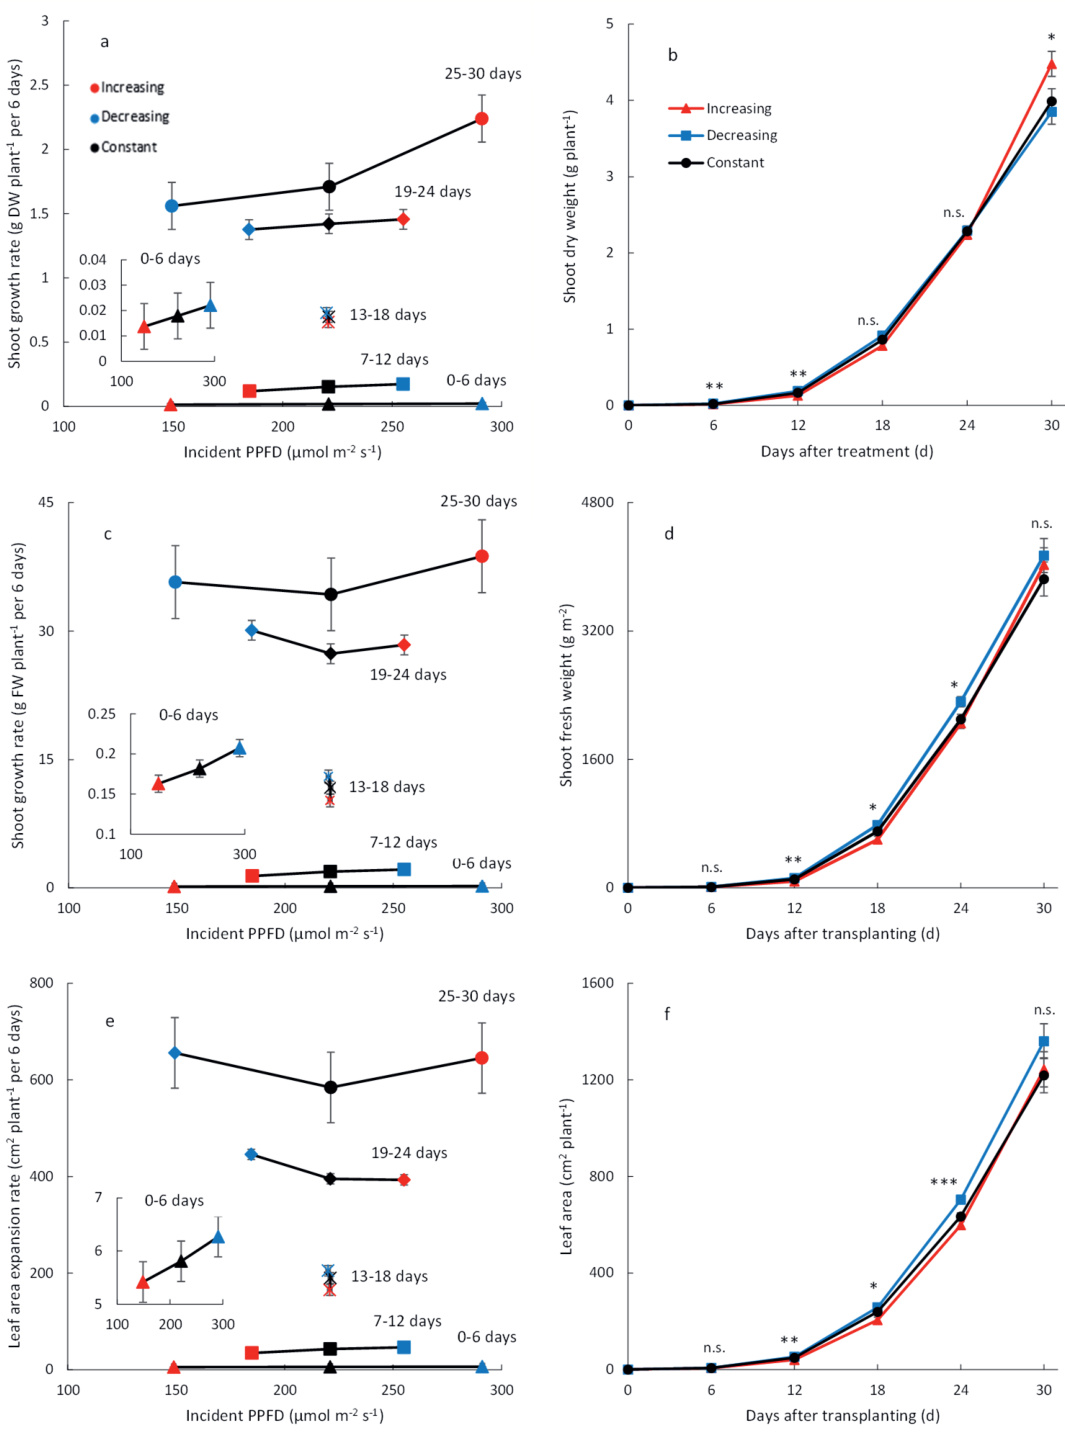 a
Shoot growth rate (g DW plant⁻¹ per 6 days)
3
2.5
2
1.5
1
0.5
0
Increasing
Decreasing
Constant
25-30 days
19-24 days
13-18 days
7-12 days
0-6 days
0-6 days
0.04
0.03
0.02
0.01
0
100 300
100 150 200 250 300
Incident PPFD (μmol m⁻² s⁻¹)
b
Shoot dry weight (g plant⁻¹)
5
4
3
2
1
0
Increasing
Decreasing
Constant
**
**
n.s.
n.s.
*
0 6 12 18 24 30
Days after treatment (d)
c
Shoot growth rate (g FW plant⁻¹ per 6 days)
45
30
15
0
25-30 days
19-24 days
13-18 days
7-12 days
0-6 days
0-6 days
0.25
0.2
0.15
0.1
100 300
100 150 200 250 300
Incident PPFD (μmol m⁻² s⁻¹)
d
Shoot fresh weight (g m⁻²)
4800
3200
1600
0
n.s.
**
*
*
n.s.
0 6 12 18 24 30
Days after transplanting (d)
e
Leaf area expansion rate (cm² plant⁻¹ per 6 days)
800
600
400
200
0
25-30 days
19-24 days
13-18 days
7-12 days
0-6 days
0-6 days
7
6
5
100 200 300
100 150 200 250 300
Incident PPFD (μmol m⁻² s⁻¹)
f
Leaf area (cm² plant⁻¹)
1600
1200
800
400
0
n.s.
**
*
***
n.s.
0 6 12 18 24 30
Days after transplanting (d)